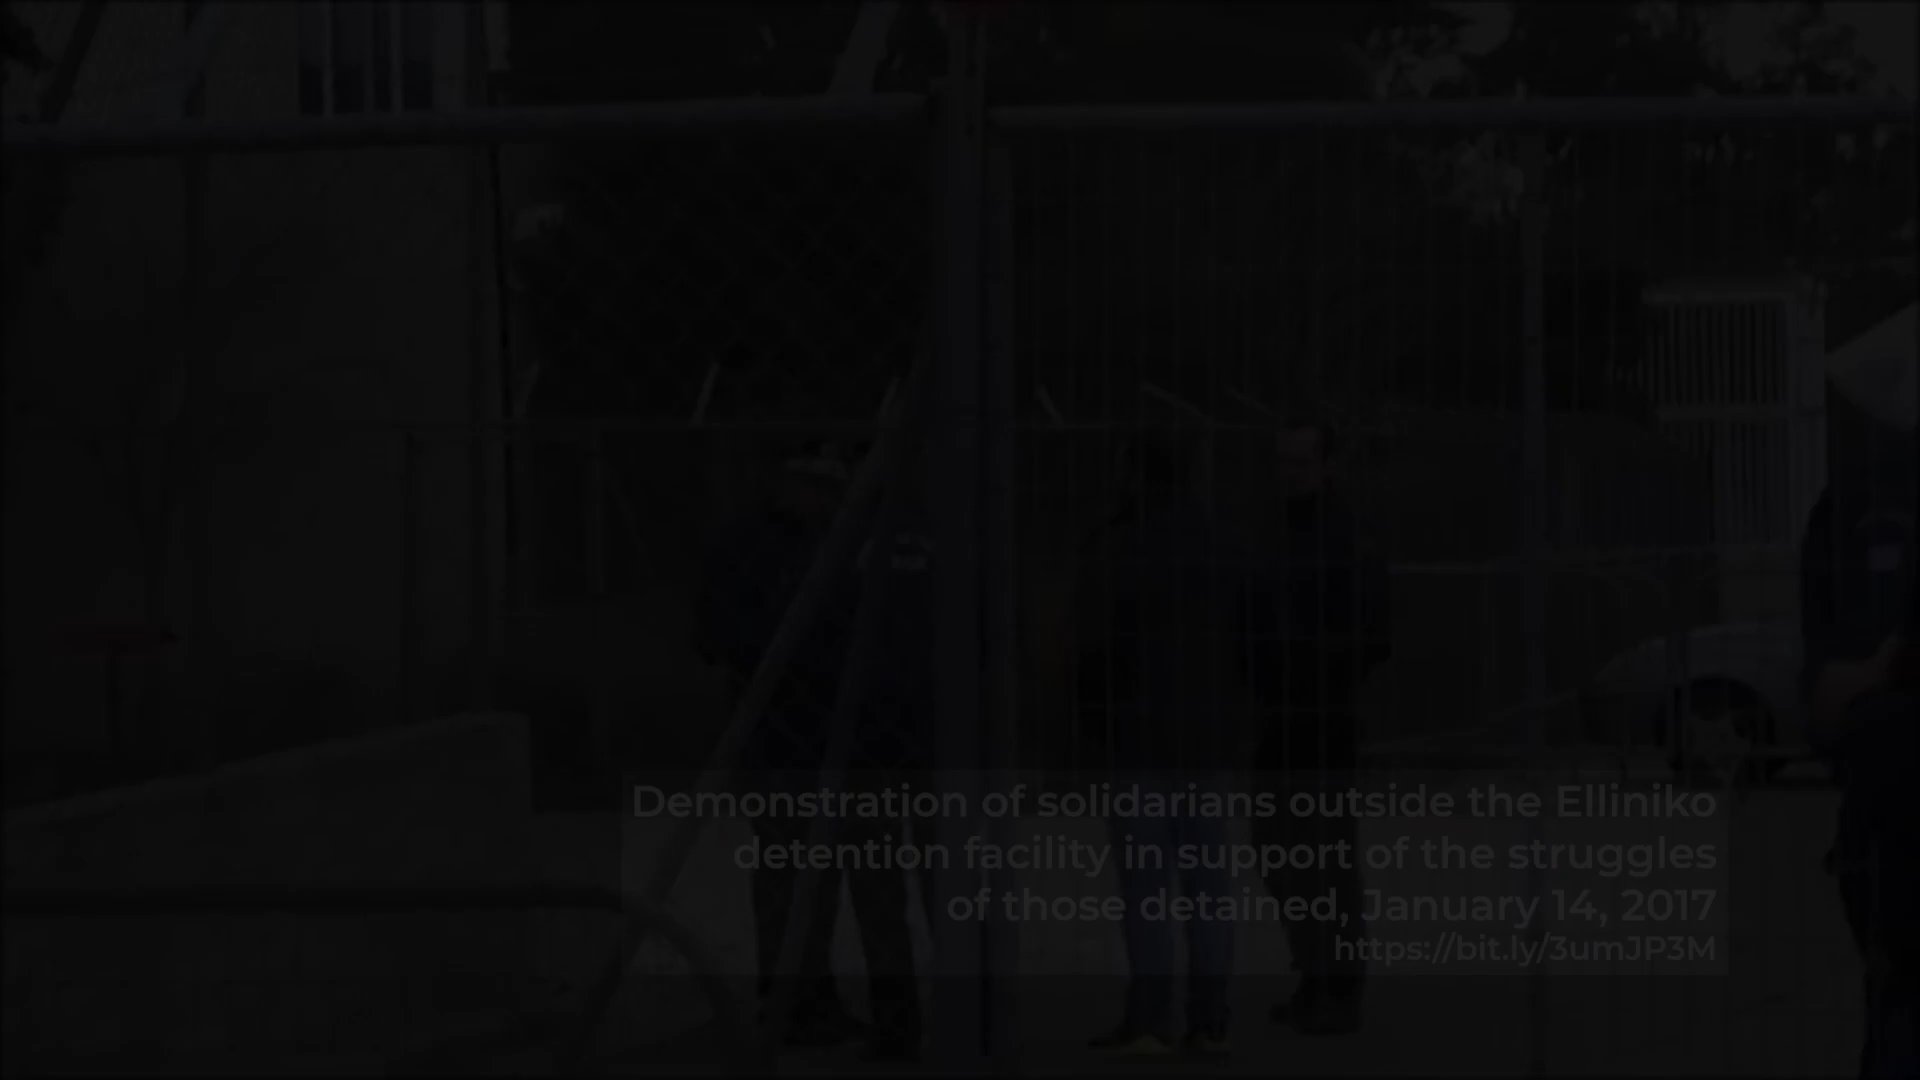 Demonstration of solidarians outside the Elliniko
detention facility in support of the struggles
of those detained, January 14, 2017
https://bit.ly/3umJP3M